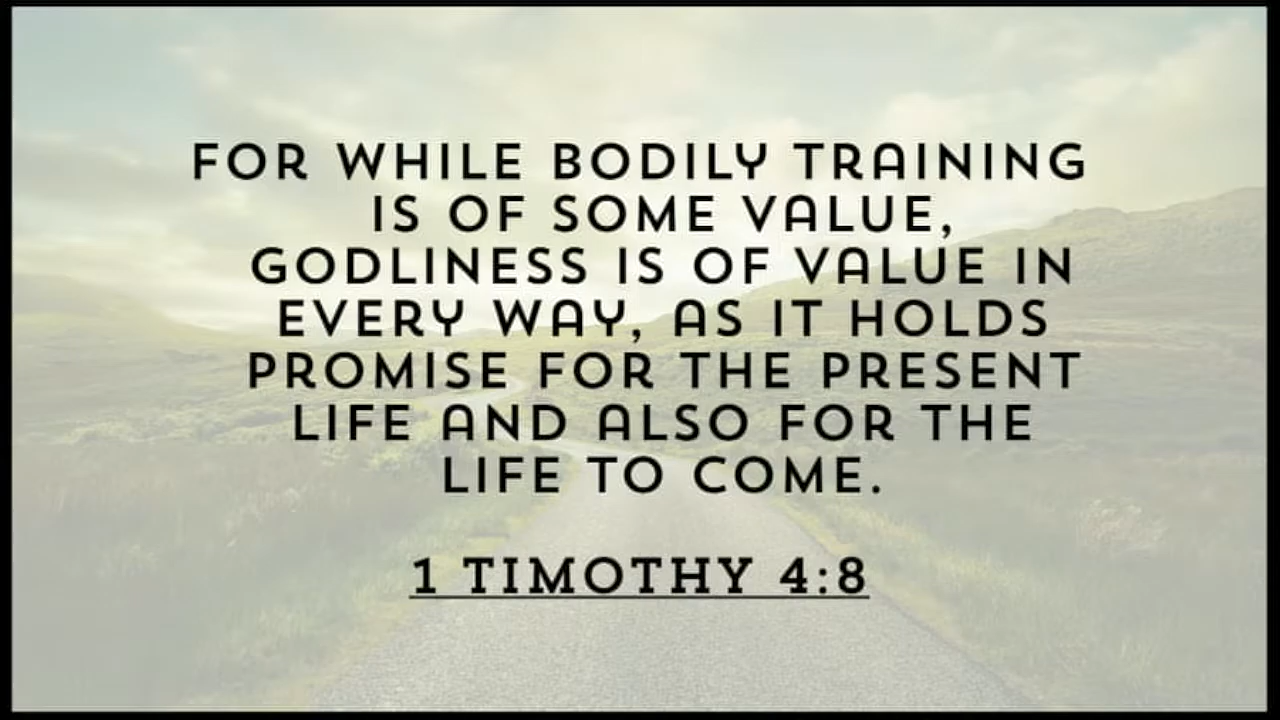 FOR WHILE BODILY TRAINING
IS OF SOME VALUE,
GODLINESS IS OF VALUE IN
EVERY WAY, AS IT HOLDS
PROMISE FOR THE PRESENT
LIFE AND ALSO FOR THE
LIFE TO COME.
1 TIMOTHY 4:8